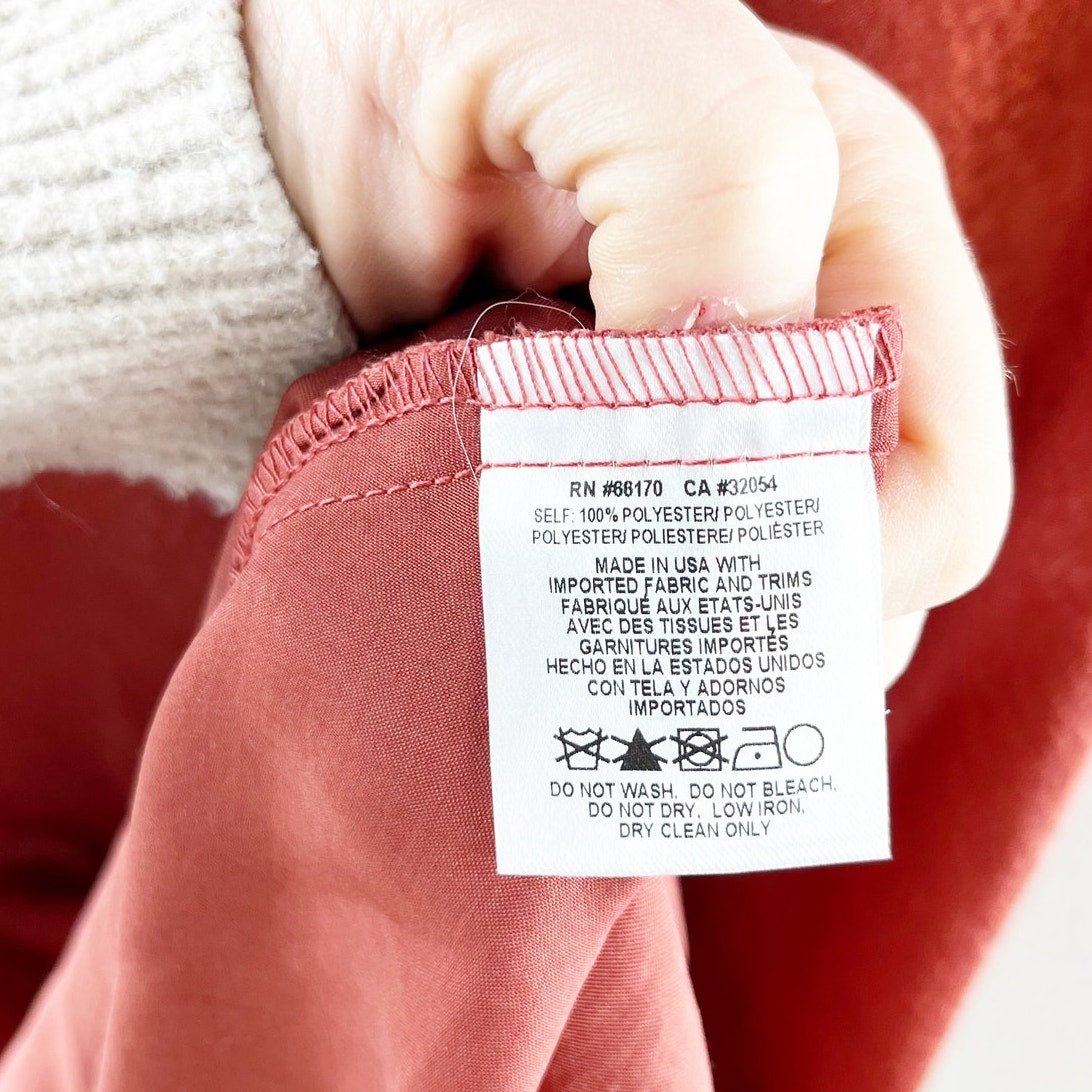 RN #66170 CA #32054
SELF: 100% POLYESTER/ POLYESTER/
POLYESTER/ POLIESTERE/ POLIÈSTER
MADE IN USA WITH
IMPORTED FABRIC AND TRIMS
FABRIQUÉ AUX ETATS-UNIS
AVEC DES TISSUES ET LES
GARNITURES IMPORTÉS
HECHO EN LA ESTADOS UNIDOS
CON TELA Y ADORNOS
IMPORTADOS
DO NOT WASH. DO NOT BLEACH.
DO NOT DRY. LOW IRON.
DRY CLEAN ONLY